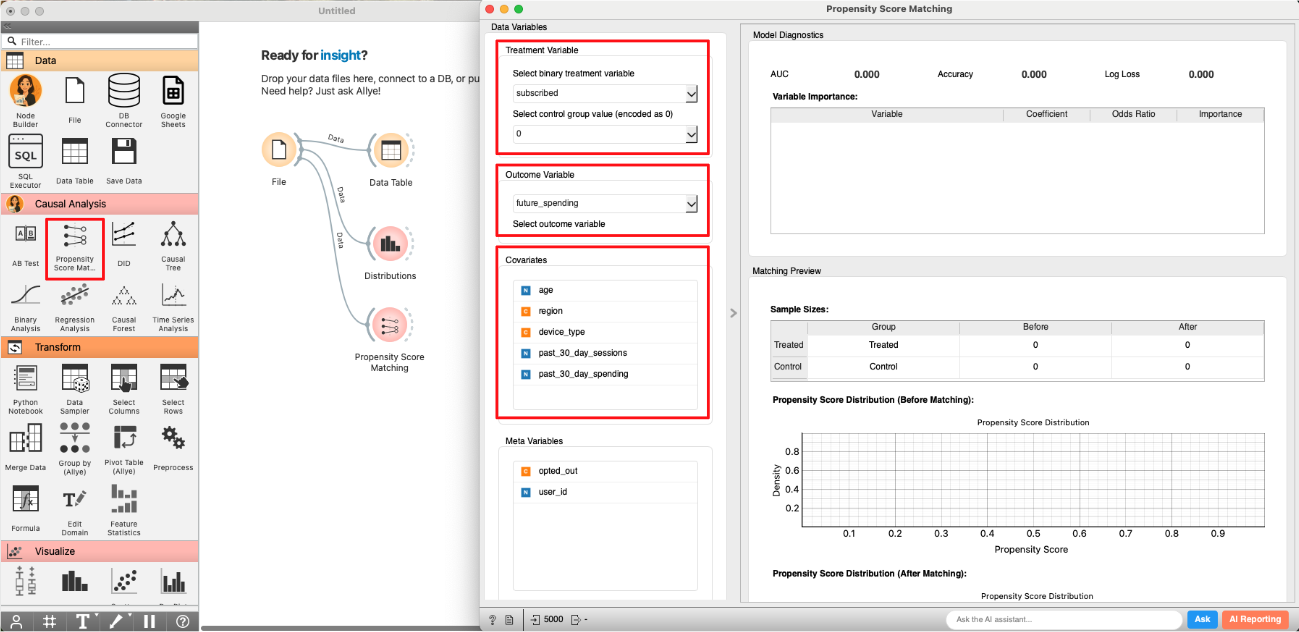 Untitled
Filter...
Data
Node Builder
File
DB Connector
Google Sheets
SQL
SQL Executor
Data Table
Save Data
Causal Analysis
A B
AB Test
Propensity Score Mat...
DID
Causal Tree
Binary Analysis
Regression Analysis
Causal Forest
Time Series Analysis
Transform
Python Notebook
Data Sampler
Select Columns
Select Rows
Merge Data
Group by (Allye)
Pivot Table (Allye)
Preprocess
Formula
Edit Domain
Feature Statistics
Visualize
Ready for insight?
Drop your data files here, connect to a DB, or pu
Need help? Just ask Allye!
File
Data
Data Table
Data
Distributions
Data
Propensity Score
Matching
Propensity Score Matching
Data Variables
Treatment Variable
Select binary treatment variable
subscribed
Select control group value (encoded as 0)
0
Outcome Variable
future_spending
Select outcome variable
Covariates
N age
C region
C device_type
N past_30_day_sessions
N past_30_day_spending
Meta Variables
C opted_out
N user_id
Model Diagnostics
AUC 0.000 Accuracy 0.000 Log Loss 0.000
Variable Importance:
Variable Coefficient Odds Ratio Importance
Matching Preview
Sample Sizes:
Group Before After
Treated Treated 0 0
Control Control 0 0
Propensity Score Distribution (Before Matching):
Propensity Score Distribution
Density
0.8
0.6
0.4
0.2
0.1 0.2 0.3 0.4 0.5 0.6 0.7 0.8 0.9
Propensity Score
Propensity Score Distribution (After Matching):
Propensity Score Distribution
? 5000 -
Ask the AI assistant...
Ask
AI Reporting